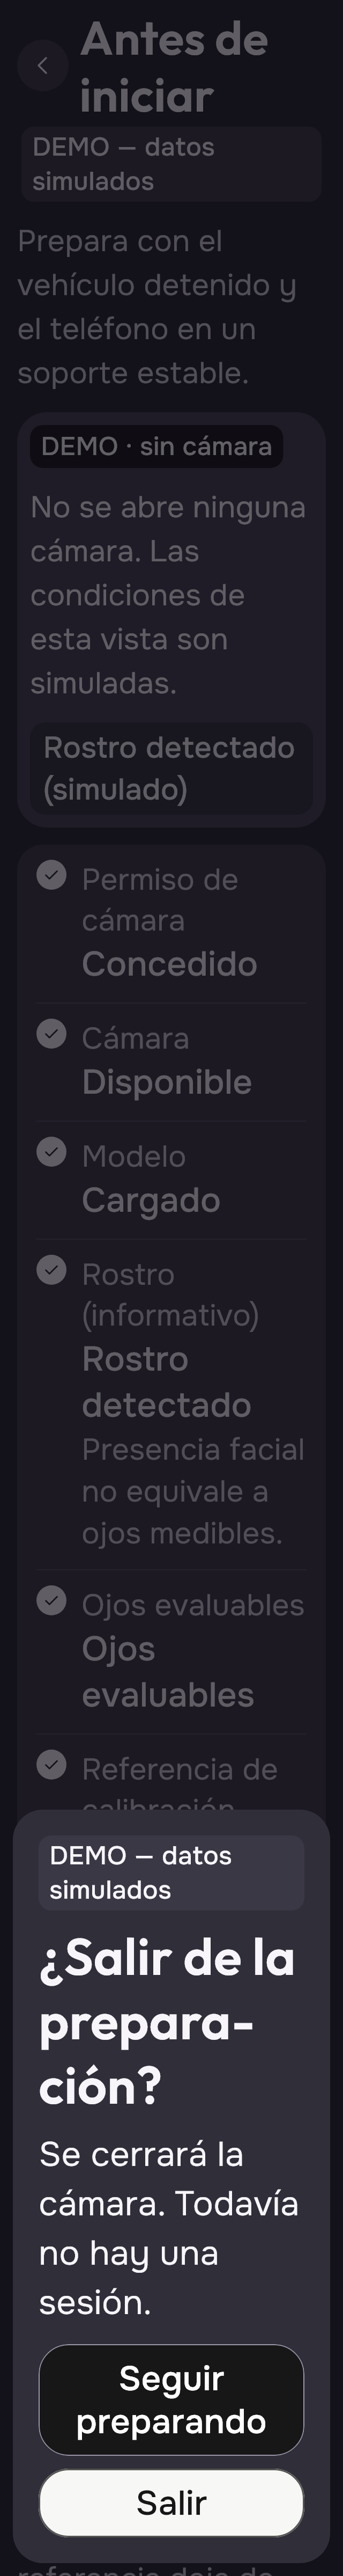 Antes de
iniciar
DEMO — datos
simulados
Prepara con el
vehículo detenido y
el teléfono en un
soporte estable.
DEMO · sin cámara
No se abre ninguna
cámara. Las
condiciones de
esta vista son
simuladas.
Rostro detectado
(simulado)
Permiso de
cámara
Concedido
Cámara
Disponible
Modelo
Cargado
Rostro
(informativo)
Rostro
detectado
Presencia facial
no equivale a
ojos medibles.
Ojos evaluables
Ojos
evaluables
Referencia de
calibración
DEMO — datos
simulados
¿Salir de la
prepara-
ción?
Se cerrará la
cámara. Todavía
no hay una
sesión.
Seguir
preparando
Salir
referencia deja de